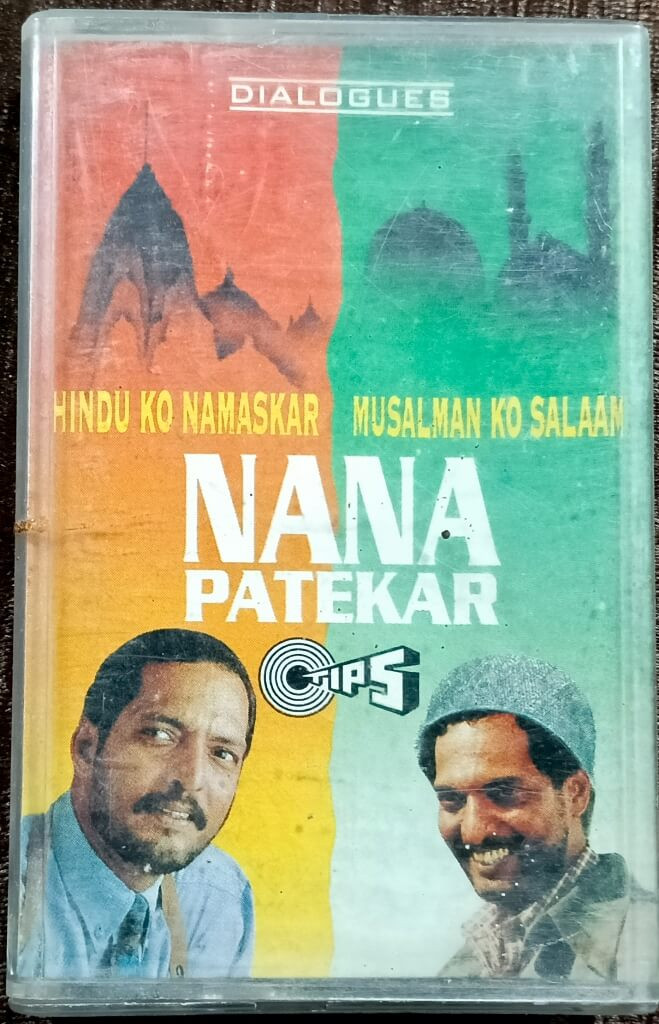 DIALOGUES
HINDU KO NAMASKAR
MUSALMAN KO SALAAM
NANA
PATEKAR
TIPS